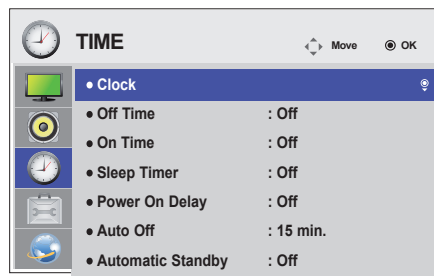 TIME
Move
OK
● Clock
● Off Time : Off
● On Time : Off
● Sleep Timer : Off
● Power On Delay : Off
● Auto Off : 15 min.
● Automatic Standby : Off